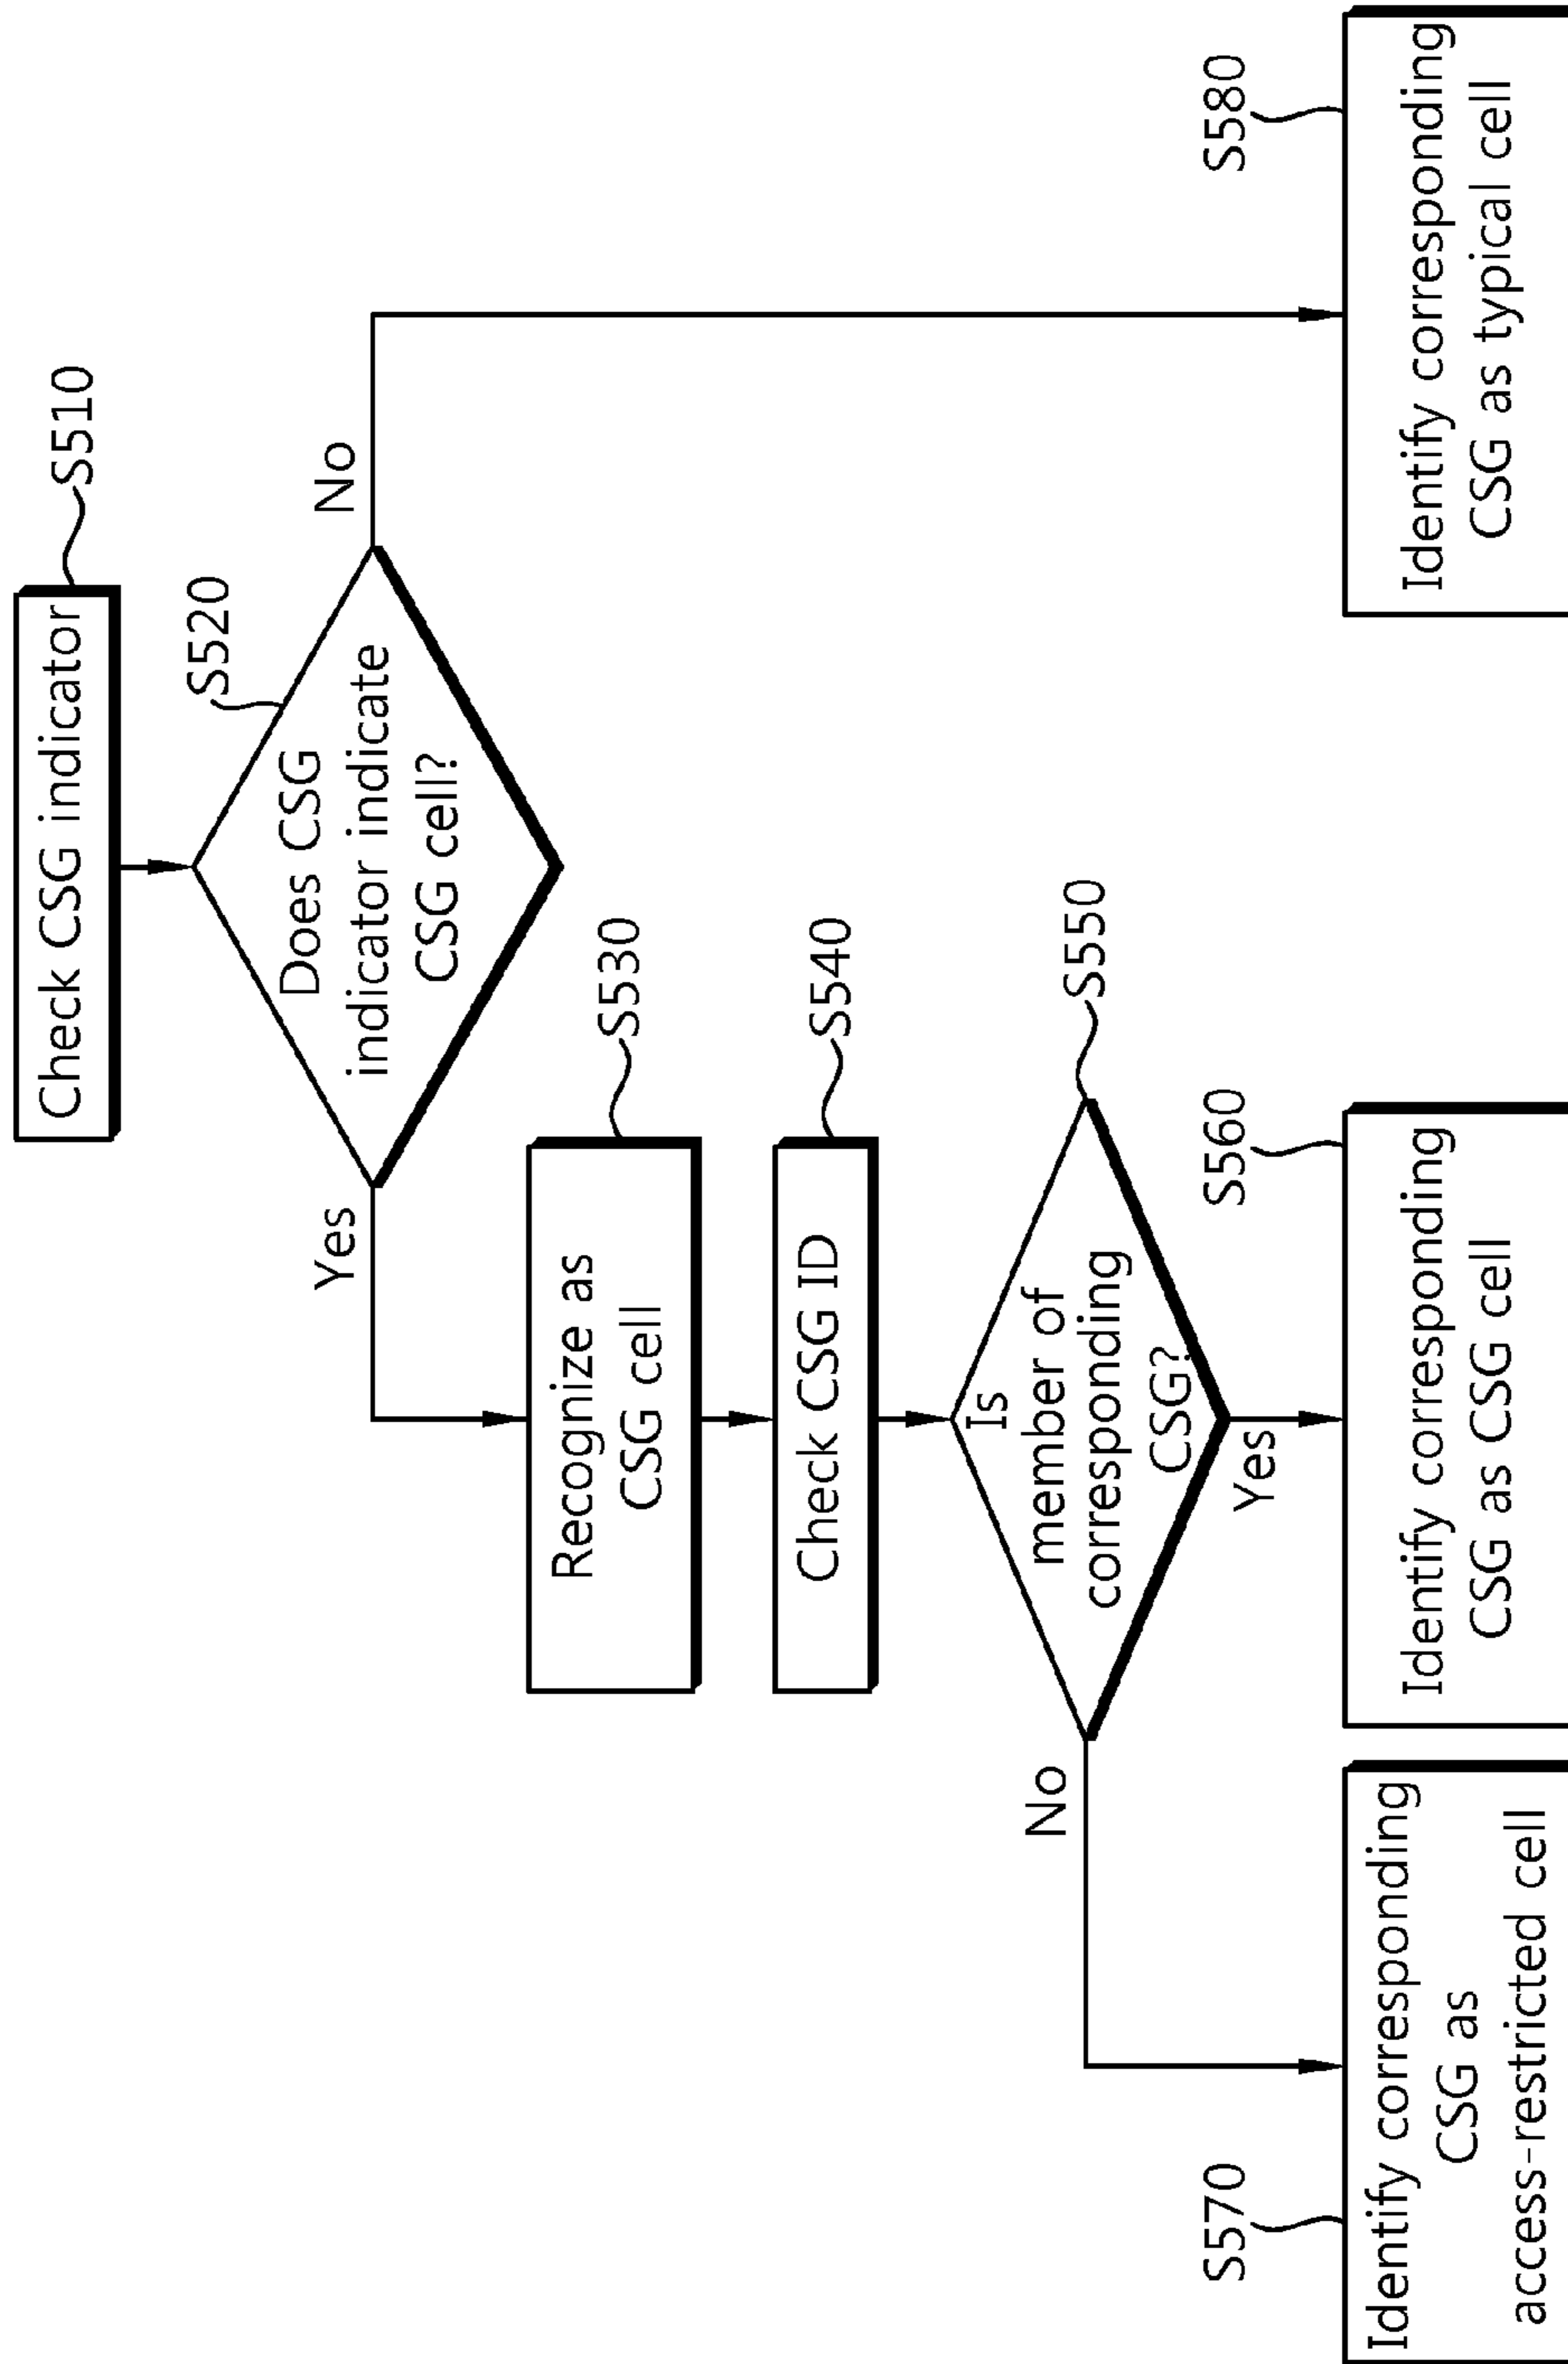 Check CSG indicator
S510
S520
Does CSG
indicator indicate
CSG cell?
Yes
No
Recognize as
CSG cell
S530
Check CSG ID
S540
Is
member of
corresponding
CSG?
S550
No
Yes
S570
Identify corresponding
CSG as
access-restricted cell
S560
Identify corresponding
CSG as CSG cell
S580
Identify corresponding
CSG as typical cell